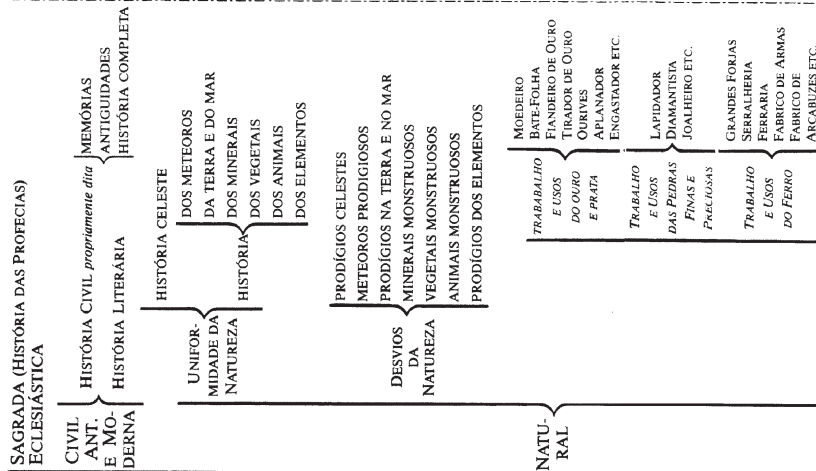 SAGRADA (HISTÓRIA DAS PROFECIAS)
ECLESIÁSTICA
CIVIL
ANT.
E MO-
DERNA
HISTÓRIA CIVIL propriamente dita
HISTÓRIA LITERÁRIA
MEMÓRIAS
ANTIGUIDADES
HISTÓRIA COMPLETA
NATU-
RAL
UNIFOR-
MIDADE DA
NATUREZA
HISTÓRIA CELESTE
HISTÓRIA
DOS METEOROS
DA TERRA E DO MAR
DOS MINERAIS
DOS VEGETAIS
DOS ANIMAIS
DOS ELEMENTOS
DESVIOS
DA
NATUREZA
PRODÍGIOS CELESTES
METEOROS PRODIGIOSOS
PRODÍGIOS NA TERRA E NO MAR
MINERAIS MONSTRUOSOS
VEGETAIS MONSTRUOSOS
ANIMAIS MONSTRUOSOS
PRODÍGIOS DOS ELEMENTOS
TRABABALHO
E USOS
DO OURO
E PRATA
MOEDEIRO
BATE-FOLHA
FIANDEIRO DE OURO
TIRADOR DE OURO
OURIVES
APLANADOR
ENGASTADOR ETC.
TRABALHO
E USOS
DAS PEDRAS
FINAS E
PRECIOSAS
LAPIDADOR
DIAMANTISTA
JOALHEIRO ETC.
TRABALHO
E USOS
DO FERRO
GRANDES FORJAS
SERRALHERIA
FERRARIA
FABRICO DE ARMAS
FABRICO DE
ARCABUZES ETC.